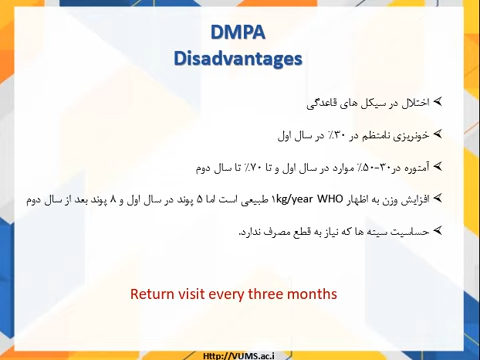 DMPA
Disadvantages
اختلال در سیکل های قاعدگی
خونریزی نامنظم در ۳۰٪ در سال اول
آمنوره در۳۰-۵۰٪ موارد در سال اول و تا ۷۰٪ تا سال دوم
افزایش وزن به اظهار WHO ۱kg/year طبیعی است اما ۵ پوند در سال اول و ۸ پوند بعد از سال دوم
حساسیت سینه ها که نیاز به قطع مصرف ندارد.
Return visit every three months
Http://VUMS.ac.i